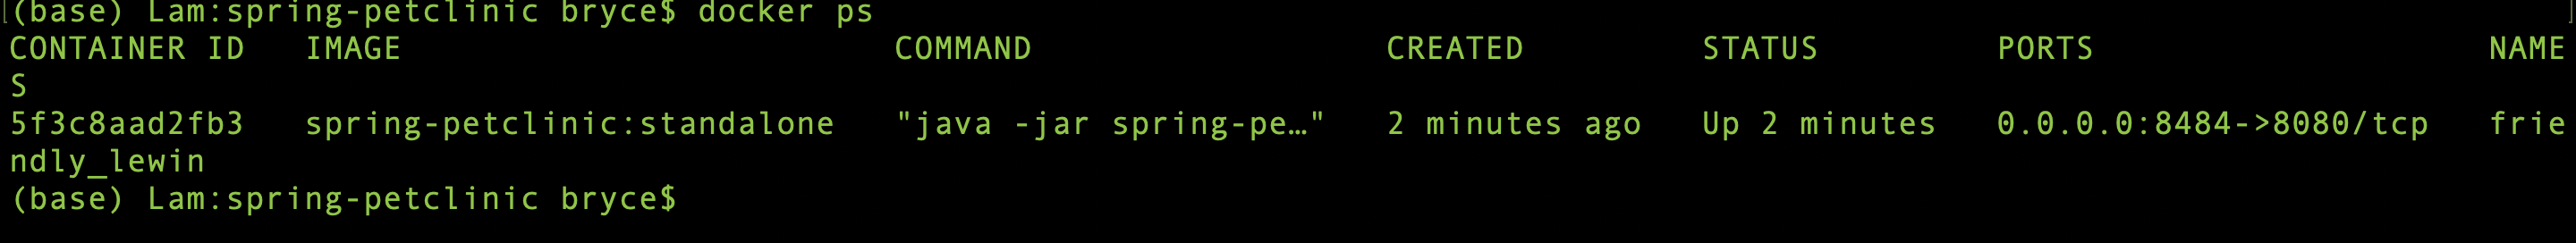 (base) Lam:spring-petclinic bryce$ docker ps
CONTAINER ID   IMAGE                         COMMAND                  CREATED         STATUS         PORTS                    NAME
S
5f3c8aad2fb3   spring-petclinic:standalone   "java -jar spring-pe…"   2 minutes ago   Up 2 minutes   0.0.0.0:8484->8080/tcp   frie
ndly_lewin
(base) Lam:spring-petclinic bryce$